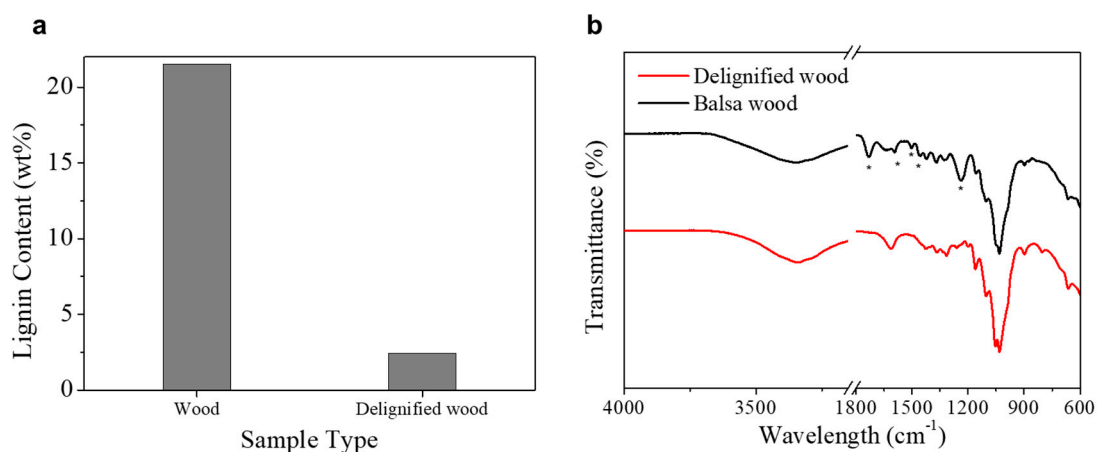 a
Lignin Content (wt%)
20
15
10
5
0
Wood
Delignified wood
Sample Type
b
Delignified wood
Balsa wood
* * * * *
Transmittance (%)
4000 3500 1800 1500 1200 900 600
Wavelength (cm⁻¹)